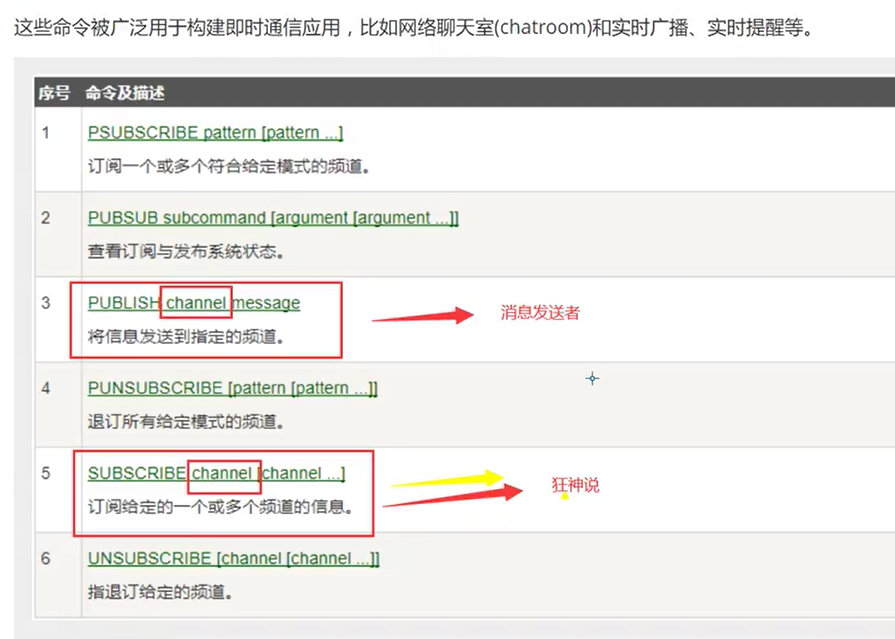 这些命令被广泛用于构建即时通信应用，比如网络聊天室(chatroom)和实时广播、实时提醒等。
序号 命令及描述
1 PSUBSCRIBE pattern [pattern ...]
订阅一个或多个符合给定模式的频道。
2 PUBSUB subcommand [argument [argument ...]]
查看订阅与发布系统状态。
3 PUBLISH channel message
消息发送者
将信息发送到指定的频道。
4 PUNSUBSCRIBE [pattern [pattern ...]]
退订所有给定模式的频道。
5 SUBSCRIBE channel [channel ...]
狂神说
订阅给定的一个或多个频道的信息。
6 UNSUBSCRIBE [channel [channel ...]]
指退订给定的频道。